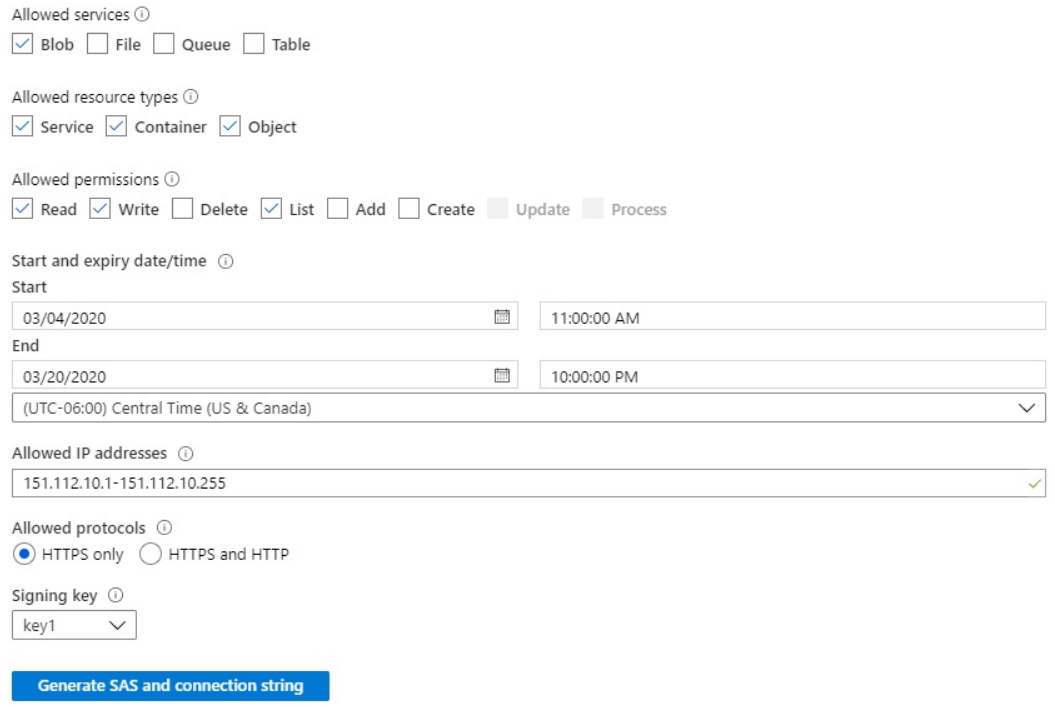 Allowed services
Blob File Queue Table
Allowed resource types
Service Container Object
Allowed permissions
Read Write Delete List Add Create Update Process
Start and expiry date/time
Start
03/04/2020 11:00:00 AM
End
03/20/2020 10:00:00 PM
(UTC-06:00) Central Time (US & Canada)
Allowed IP addresses
151.112.10.1-151.112.10.255
Allowed protocols
HTTPS only HTTPS and HTTP
Signing key
key1
Generate SAS and connection string